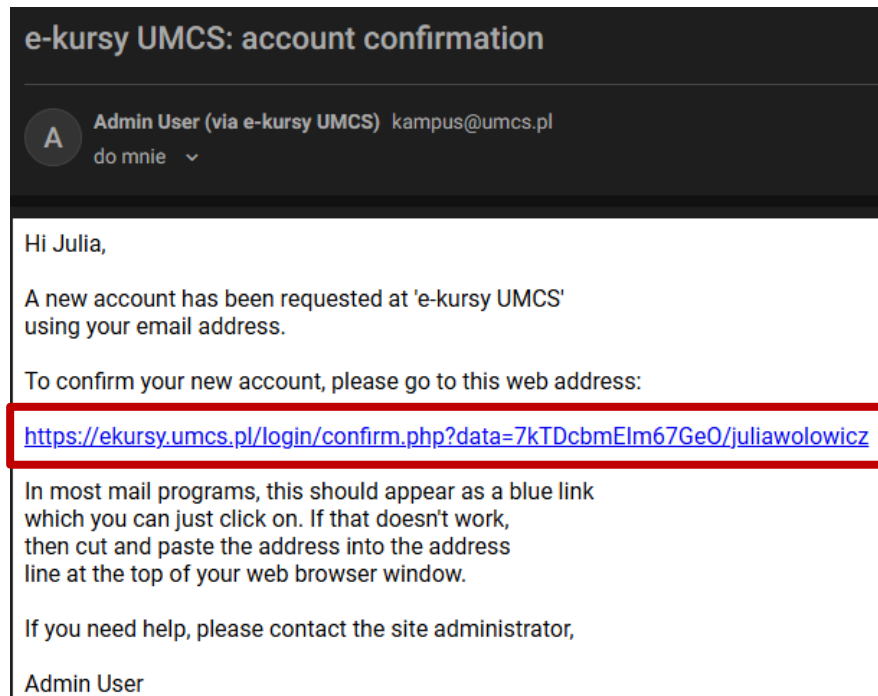 e-kursy UMCS: account confirmation
A
Admin User (via e-kursy UMCS) kampus@umcs.pl
do mnie
Hi Julia,
A new account has been requested at 'e-kursy UMCS'
using your email address.
To confirm your new account, please go to this web address:
https://ekursy.umcs.pl/login/confirm.php?data=7kTDcbmElm67GeO/juliawolowicz
In most mail programs, this should appear as a blue link
which you can just click on. If that doesn't work,
then cut and paste the address into the address
line at the top of your web browser window.
If you need help, please contact the site administrator,
Admin User